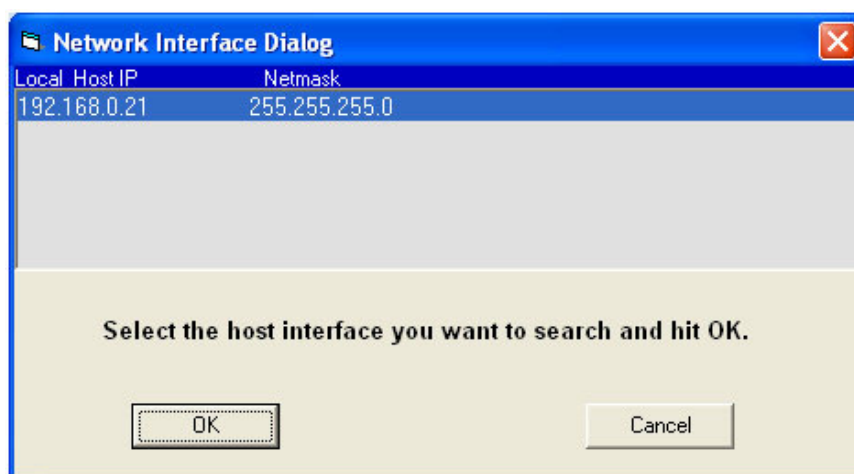 Network Interface Dialog
Local Host IP Netmask
192.168.0.21 255.255.255.0
Select the host interface you want to search and hit OK.
OK Cancel